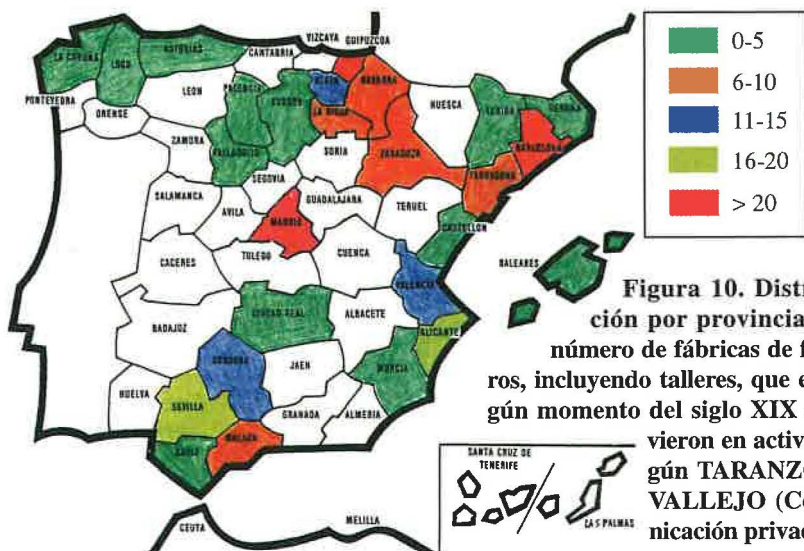 LA CORUÑA
LUGO
ASTURIAS
CANTABRIA
VIZCAYA
GUIPUZCOA
ALAVA
NAVARRA
PONTEVEDRA
ORENSE
LEON
PALENCIA
BURGOS
LA RIOJA
HUESCA
LERIDA
GERONA
BARCELONA
ZAMORA
VALLADOLID
SORIA
ZARAGOZA
TARRAGONA
SEGOVIA
SALAMANCA
AVILA
MADRID
GUADALAJARA
TERUEL
CASTELLON
CACERES
TOLEDO
CUENCA
VALENCIA
BALEARES
BADAJOZ
CIUDAD REAL
ALBACETE
ALICANTE
HUELVA
SEVILLA
CORDOBA
JAEN
MURCIA
CADIZ
MALAGA
GRANADA
ALMERIA
CEUTA
MELILLA
SANTA CRUZ DE
TENERIFE
LAS PALMAS
0-5
6-10
11-15
16-20
> 20
Figura 10. Distr
ción por provincia
número de fábricas de f
ros, incluyendo talleres, que e
gún momento del siglo XIX
vieron en activ
gún TARANZ
VALLEJO (C
nicación privad